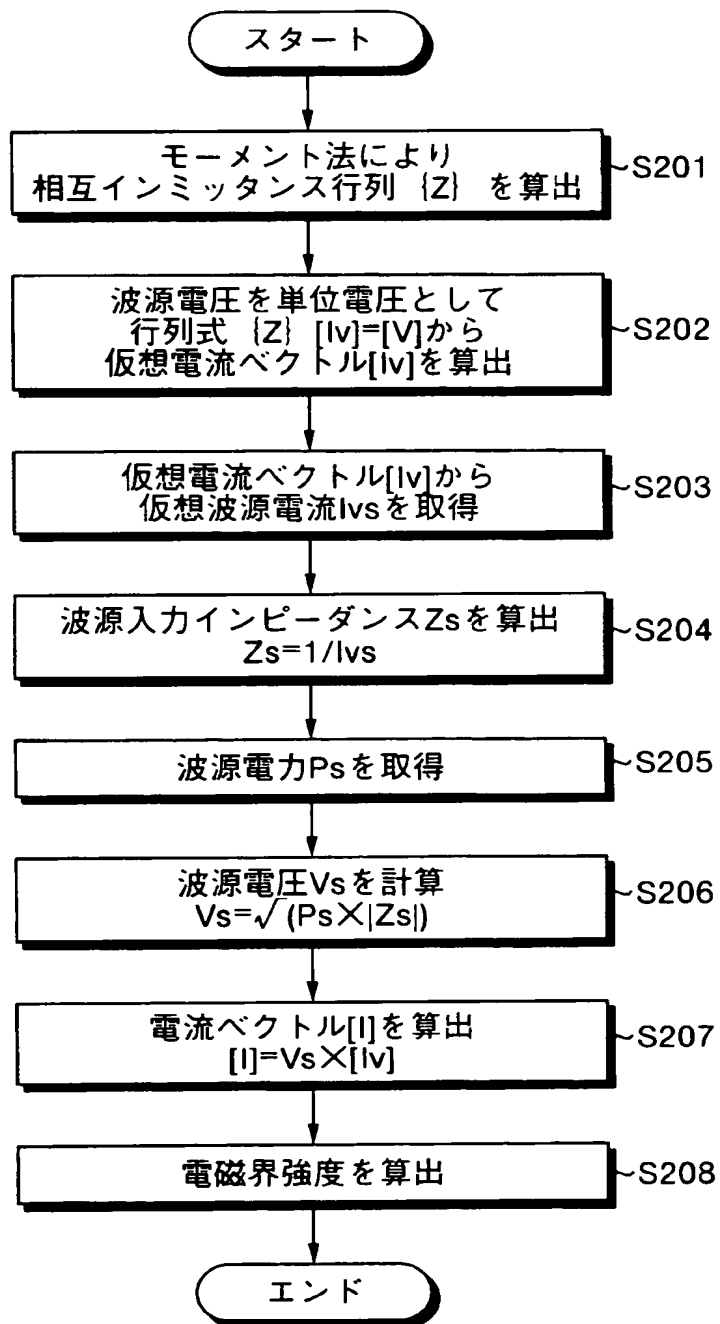 スタート
モーメント法により
相互インミッタンス行列 {Z} を算出
S201
波源電圧を単位電圧として
行列式 {Z} [Iv]=[V]から
仮想電流ベクトル[Iv]を算出
S202
仮想電流ベクトル[Iv]から
仮想波源電流Ivsを取得
S203
波源入力インピーダンスZsを算出
Zs=1/Ivs
S204
波源電力Psを取得
S205
波源電圧Vsを計算
Vs=√(Ps×|Zs|)
S206
電流ベクトル[I]を算出
[I]=Vs×[Iv]
S207
電磁界強度を算出
S208
エンド